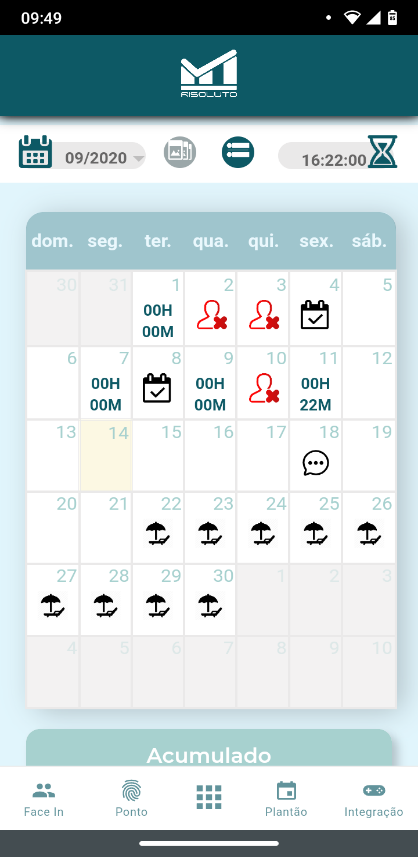 09:49
RISOLUTO
09/2020
16:22:00
dom. seg. ter. qua. qui. sex. sáb.
30 31 1 2 3 4 5
00H
00M
6 7 8 9 10 11 12
00H 00H 00H
00M 00M 22M
13 14 15 16 17 18 19
20 21 22 23 24 25 26
27 28 29 30 1 2 3
4 5 6 7 8 9 10
Acumulado
Face In Ponto Plantão Integração